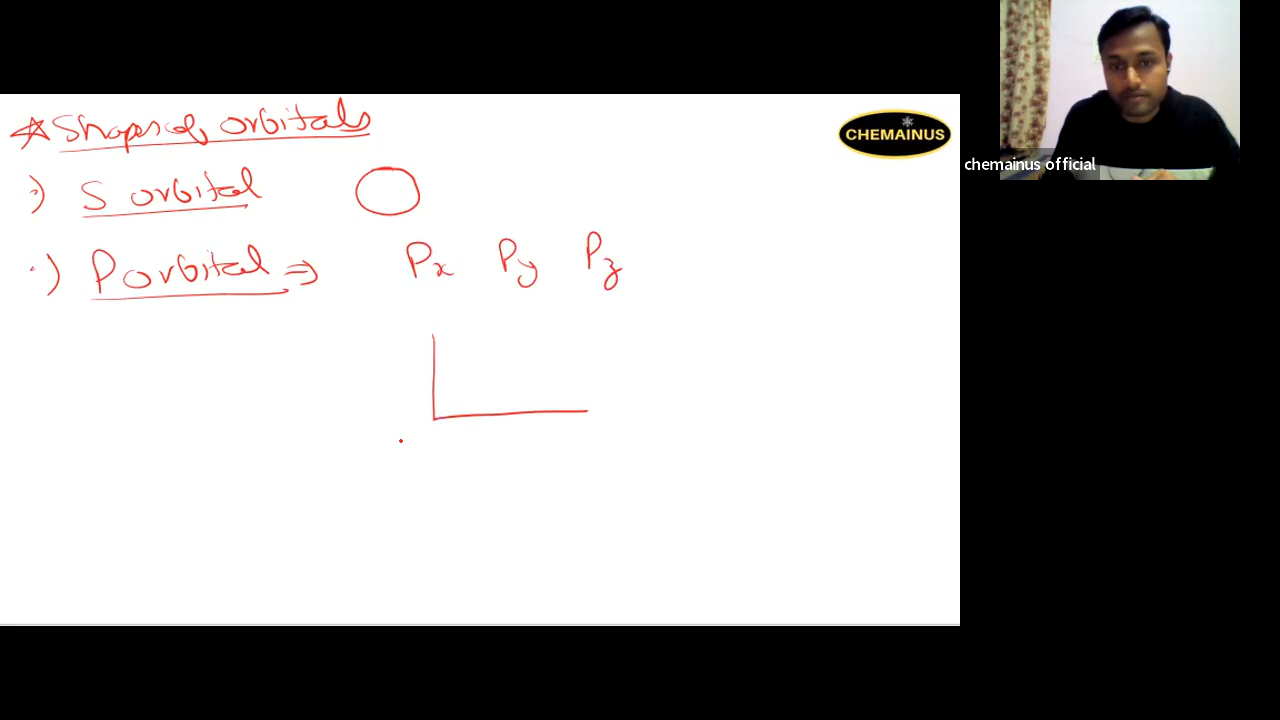 ☆ Shapes of orbitals
•) S orbital
•) P orbital ⇒ Px Py Pz
CHEMAINUS
chemainus official